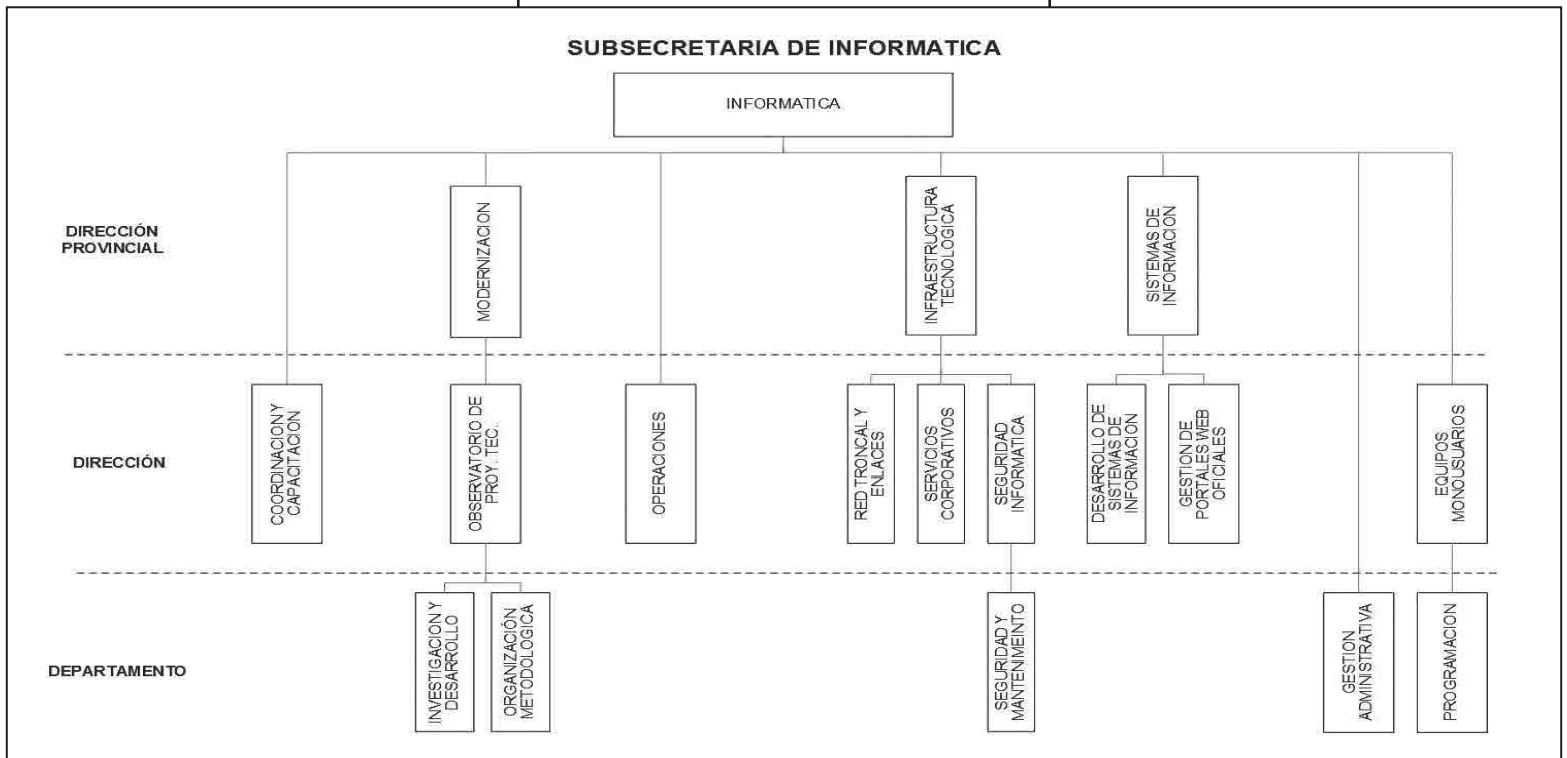 SUBSECRETARIA DE INFORMATICA
INFORMATICA
DIRECCIÓN
PROVINCIAL
MODERNIZACION
INFRAESTRUCTURA
TECNOLOGICA
SISTEMAS DE
INFORMACION
DIRECCIÓN
COORDINACION Y
CAPACITACION
OBSERVATORIO DE
PROY. TEC.
OPERACIONES
RED TRONCAL Y
ENLACES
SERVICIOS
CORPORATIVOS
SEGURIDAD
INFORMATICA
DESARROLLO DE
SISTEMAS DE
INFORMACION
GESTION DE
PORTALES WEB
OFICIALES
EQUIPOS
MONOUSUARIOS
DEPARTAMENTO
INVESTIGACION Y
DESARROLLO
ORGANIZACIÓN
METODOLOGICA
SEGURIDAD Y
MANTENIMEINTO
GESTION
ADMINISTRATIVA
PROGRAMACION